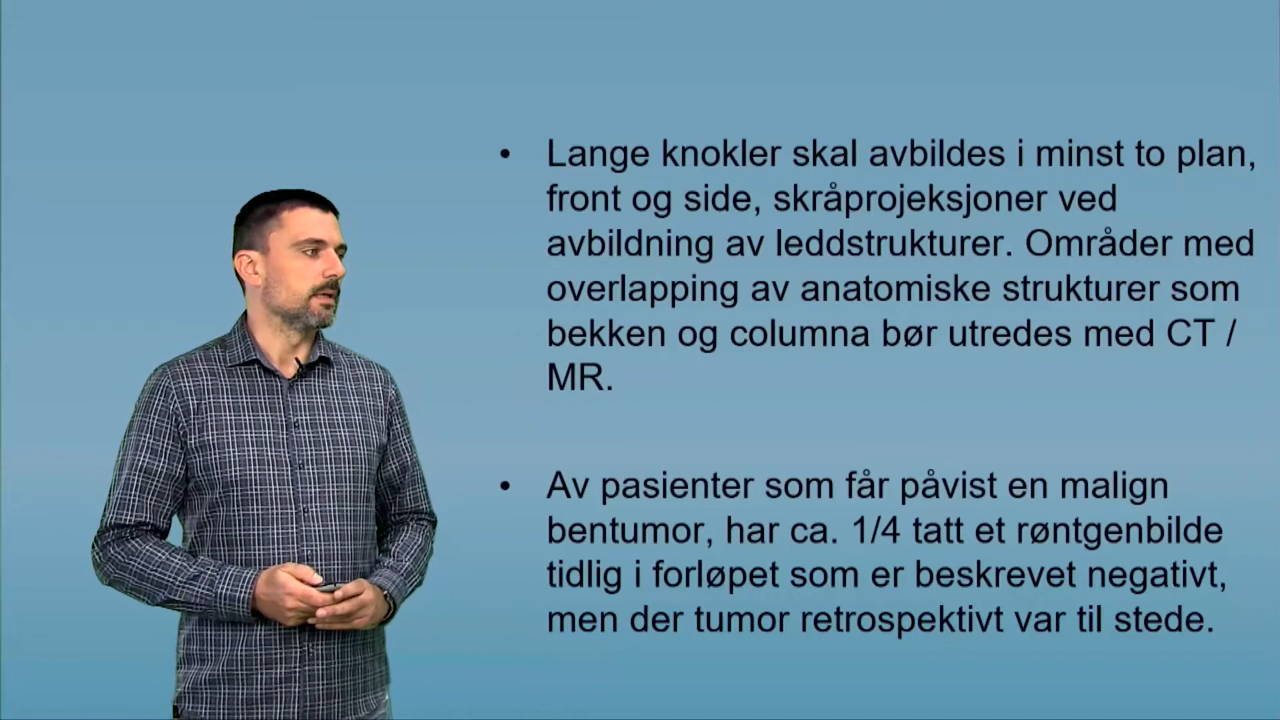 • Lange knokler skal avbildes i minst to plan,
front og side, skråprojeksjoner ved
avbildning av leddstrukturer. Områder med
overlapping av anatomiske strukturer som
bekken og columna bør utredes med CT /
MR.
• Av pasienter som får påvist en malign
bentumor, har ca. 1/4 tatt et røntgenbilde
tidlig i forløpet som er beskrevet negativt,
men der tumor retrospektivt var til stede.